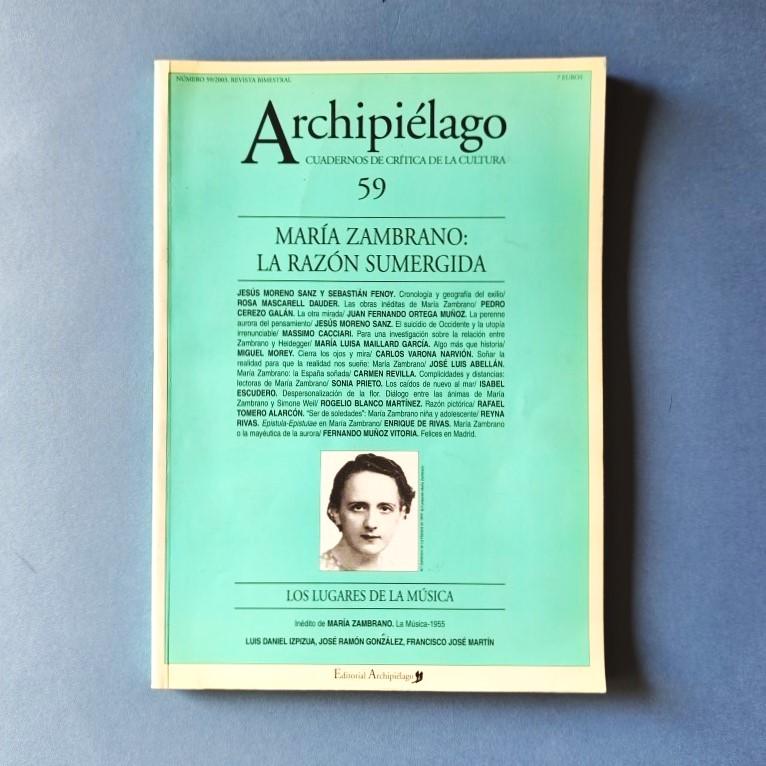 NÚMERO 59/2003. REVISTA BIMESTRAL
7 EUROS
Archipiélago
CUADERNOS DE CRÍTICA DE LA CULTURA
59
MARÍA ZAMBRANO:
LA RAZÓN SUMERGIDA
JESÚS MORENO SANZ Y SEBASTIÁN FENOY. Cronología y geografía del exilio/
ROSA MASCARELL DAUDER. Las obras inéditas de María Zambrano/ PEDRO
CEREZO GALÁN. La otra mirada/ JUAN FERNANDO ORTEGA MUÑOZ. La perenne
aurora del pensamiento/ JESÚS MORENO SANZ. El suicidio de Occidente y la utopía
irrenunciable/ MASSIMO CACCIARI. Para una investigación sobre la relación entre
Zambrano y Heidegger/ MARÍA LUISA MAILLARD GARCÍA. Algo más que historia/
MIGUEL MOREY. Cierra los ojos y mira/ CARLOS VARONA NARVIÓN. Soñar la
realidad para que la realidad nos sueñe: María Zambrano/ JOSÉ LUIS ABELLÁN.
María Zambrano: la España soñada/ CARMEN REVILLA. Complicidades y distancias:
lectoras de María Zambrano/ SONIA PRIETO. Los caídos de nuevo al mar/ ISABEL
ESCUDERO. Despersonalización de la flor. Diálogo entre las ánimas de María
Zambrano y Simone Weil/ ROGELIO BLANCO MARTÍNEZ. Razón pictórica/ RAFAEL
TOMERO ALARCÓN. "Ser de soledades": María Zambrano niña y adolescente/ REYNA
RIVAS. Epistula-Epistulae en María Zambrano/ ENRIQUE DE RIVAS. María Zambrano
o la mayéutica de la aurora/ FERNANDO MUÑOZ VITORIA. Felices en Madrid.
LOS LUGARES DE LA MÚSICA
Inédito de MARÍA ZAMBRANO. La Música-1955
LUIS DANIEL IZPIZUA, JOSÉ RAMÓN GONZÁLEZ, FRANCISCO JOSÉ MARTÍN
Editorial Archipiélago